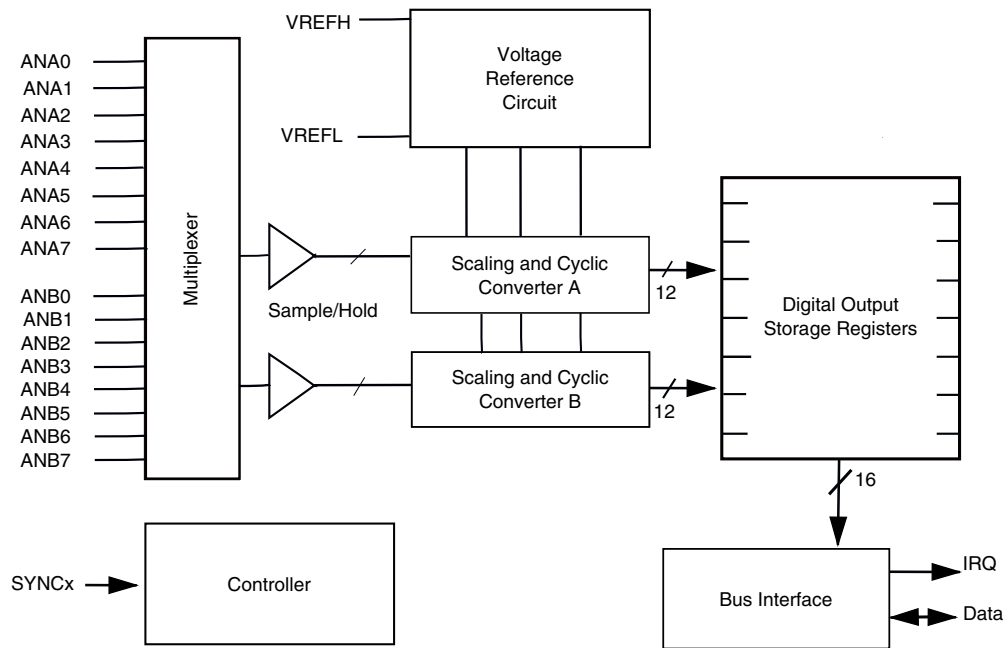 VREFH
Voltage
Reference
Circuit
VREFL
ANA0
ANA1
ANA2
ANA3
ANA4
ANA5
ANA6
ANA7
ANB0
ANB1
ANB2
ANB3
ANB4
ANB5
ANB6
ANB7
Multiplexer
Sample/Hold
Scaling and Cyclic
Converter A
12
Scaling and Cyclic
Converter B
12
Digital Output
Storage Registers
16
SYNCx
Controller
Bus Interface
IRQ
Data